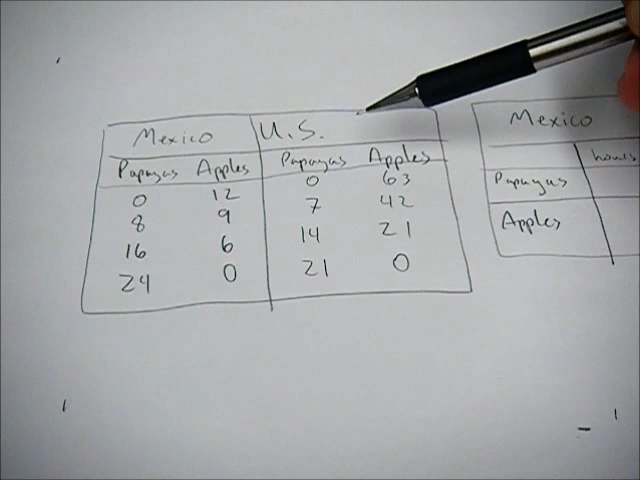 Mexico U.S.
Papayas Apples Papayas Apples
0 12 0 63
8 9 7 42
16 6 14 21
24 0 21 0
Mexico
hours
Papayas
Apples